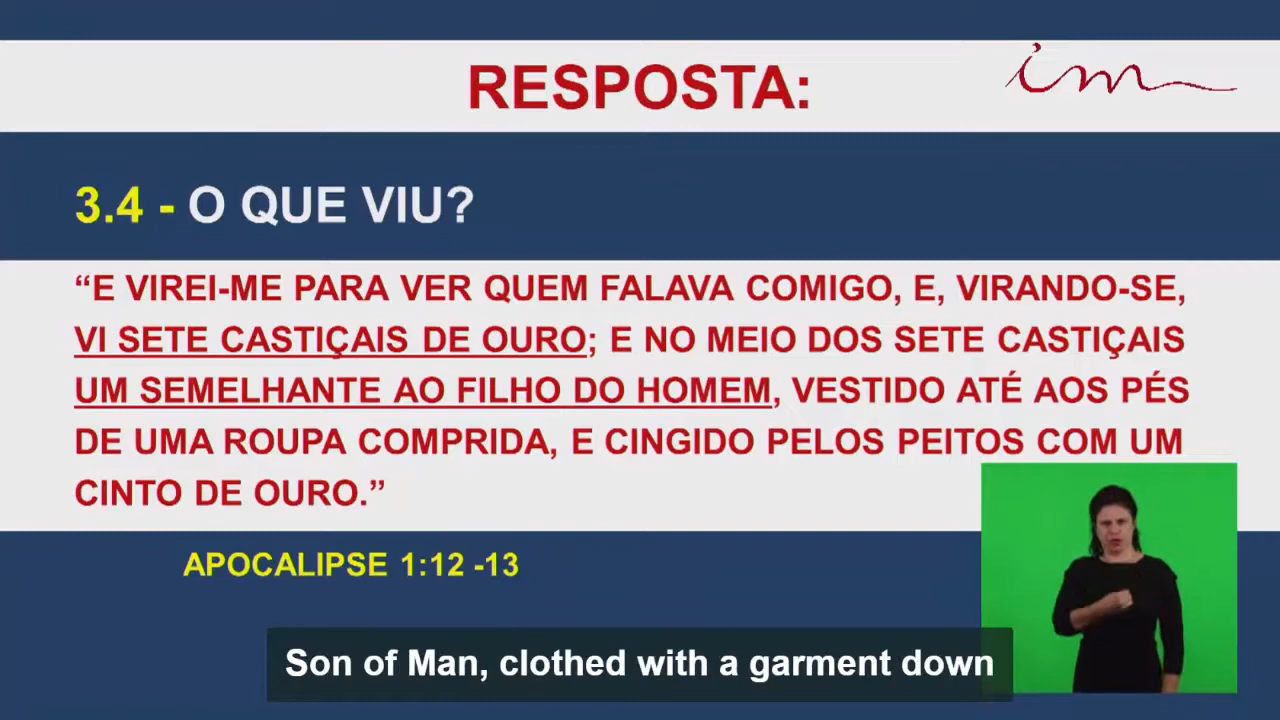 RESPOSTA:
im
3.4 - O QUE VIU?
“E VIREI-ME PARA VER QUEM FALAVA COMIGO, E, VIRANDO-SE,
VI SETE CASTIÇAIS DE OURO; E NO MEIO DOS SETE CASTIÇAIS
UM SEMELHANTE AO FILHO DO HOMEM, VESTIDO ATÉ AOS PÉS
DE UMA ROUPA COMPRIDA, E CINGIDO PELOS PEITOS COM UM
CINTO DE OURO.”
APOCALIPSE 1:12 -13
Son of Man, clothed with a garment down